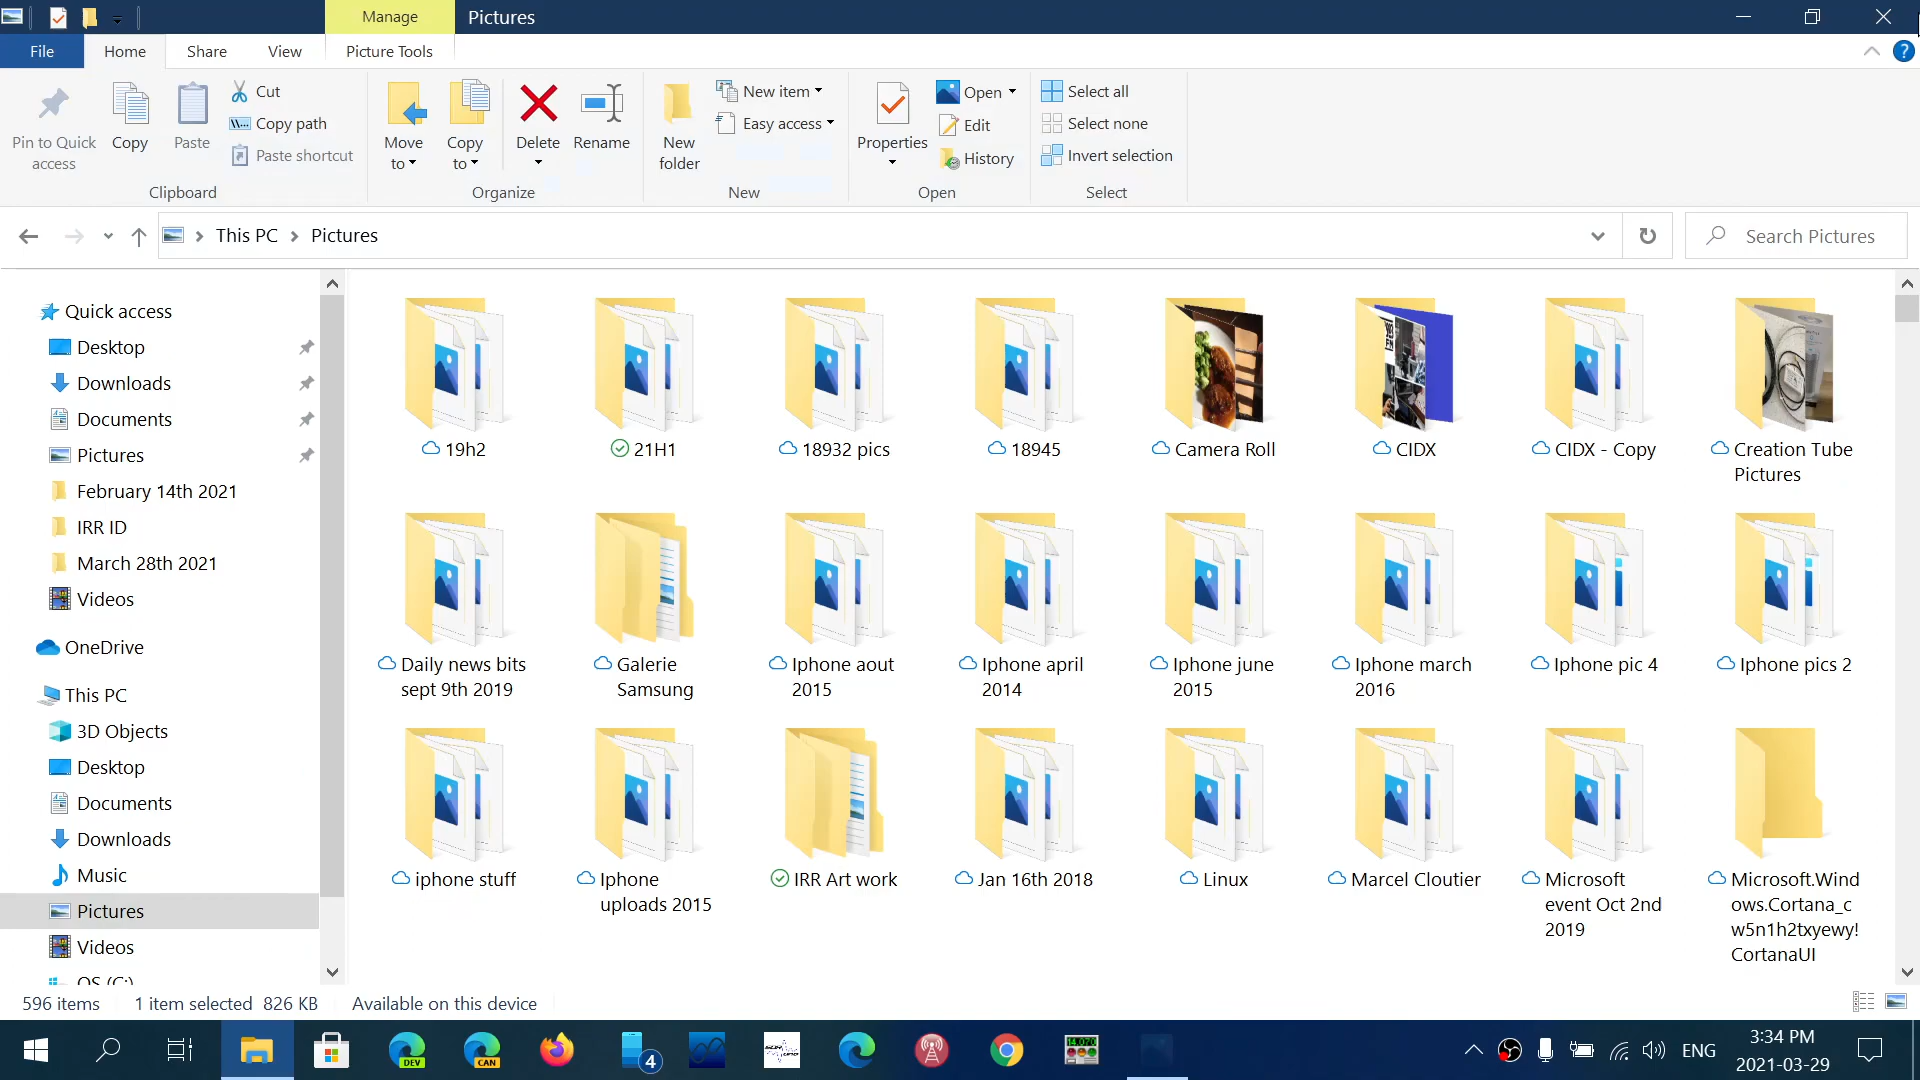 Manage
Pictures
File
Home
Share
View
Picture Tools
Pin to Quick
access
Copy
Paste
Cut
Copy path
Paste shortcut
Clipboard
Move
to
Copy
to
Delete
Rename
Organize
New
folder
New item
Easy access
New
Properties
Open
Edit
History
Open
Select all
Select none
Invert selection
Select
This PC
Pictures
Search Pictures
Quick access
Desktop
Downloads
Documents
Pictures
February 14th 2021
IRR ID
March 28th 2021
Videos
OneDrive
This PC
3D Objects
Desktop
Documents
Downloads
Music
Pictures
Videos
OS (C:)
19h2
21H1
18932 pics
18945
Camera Roll
CIDX
CIDX - Copy
Creation Tube
Pictures
Daily news bits
sept 9th 2019
Galerie
Samsung
Iphone aout
2015
Iphone april
2014
Iphone june
2015
Iphone march
2016
Iphone pic 4
Iphone pics 2
iphone stuff
Iphone
uploads 2015
IRR Art work
Jan 16th 2018
Linux
Marcel Cloutier
Microsoft
event Oct 2nd
2019
Microsoft.Wind
ows.Cortana_c
w5n1h2txyewy!
CortanaUI
596 items
1 item selected 826 KB
Available on this device
DEV
CAN
4
14.070
ENG
3:34 PM
2021-03-29